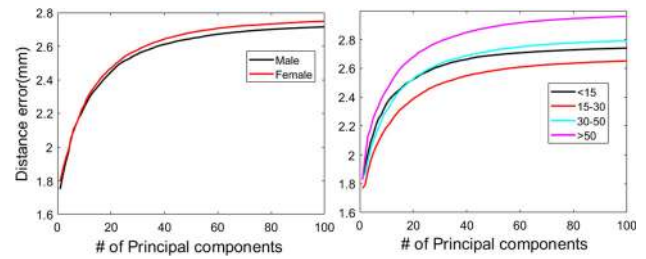 2.8
2.6
2.4
2.2
2
1.8
1.6
Distance error(mm)
Male
Female
0 20 40 60 80 100
# of Principal components
2.8
2.6
2.4
2.2
2
1.8
1.6
<15
15-30
30-50
>50
0 20 40 60 80 100
# of Principal components